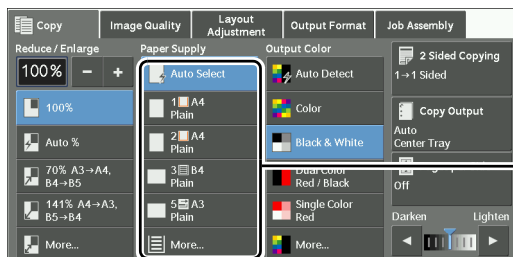 Copy
Image Quality
Layout
Adjustment
Output Format
Job Assembly
Reduce / Enlarge
100%
−
+
100%
Auto %
70% A3→A4,
B4→B5
141% A4→A3,
B5→B4
More...
Paper Supply
Auto Select
1 A4
Plain
2 A4
Plain
3 B4
Plain
5 A3
Plain
More...
Output Color
Auto Detect
Color
Black & White
Dual Color
Red / Black
Single Color
Red
More...
2 Sided Copying
1→1 Sided
Copy Output
Auto
Center Tray
Off
Darken
Lighten